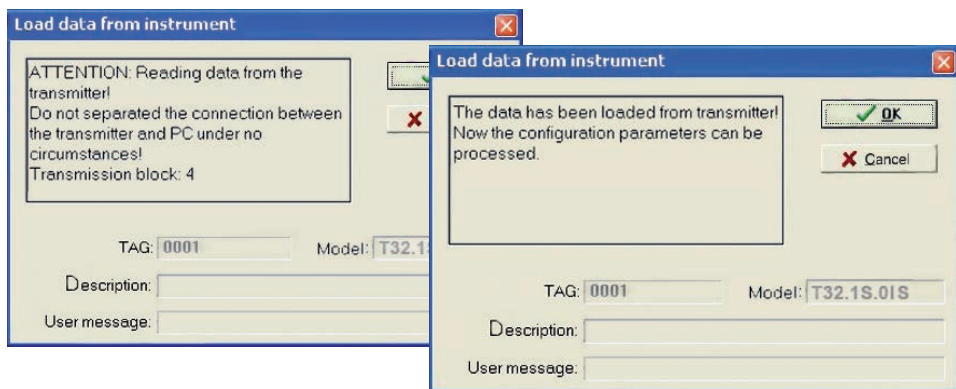 Load data from instrument
ATTENTION: Reading data from the
transmitter!
Do not separated the connection between
the transmitter and PC under no
circumstances!
Transmission block: 4
TAG: 0001 Model: T32.1S
Description:
User message:
Load data from instrument
The data has been loaded from transmitter!
Now the configuration parameters can be
processed.
OK
Cancel
TAG: 0001 Model: T32.1S.0IS
Description:
User message: